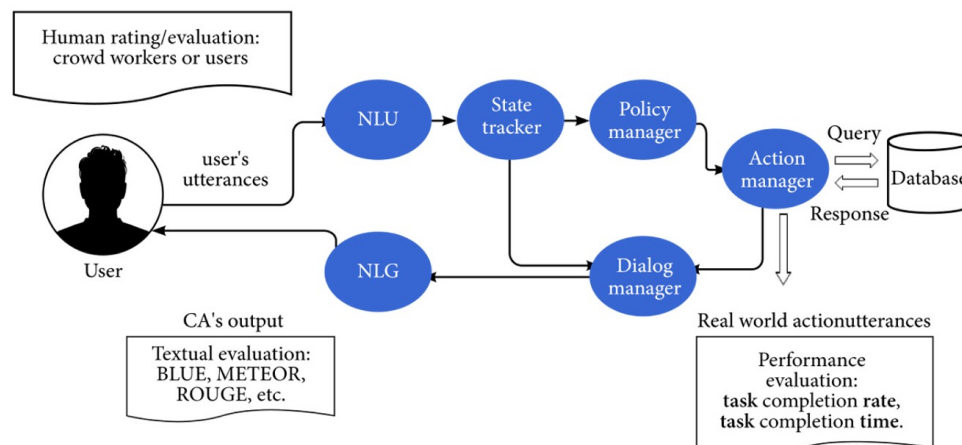 Human rating/evaluation:
crowd workers or users
NLU
State
tracker
Policy
manager
Action
manager
Query
Database
Response
user's
utterances
User
NLG
Dialog
manager
CA's output
Textual evaluation:
BLUE, METEOR,
ROUGE, etc.
Real world actionutterances
Performance
evaluation:
task completion rate,
task completion time.